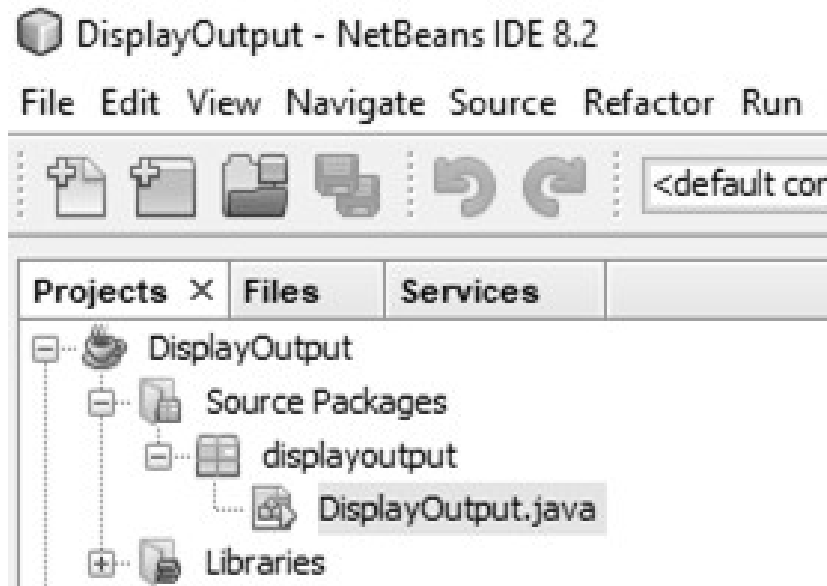 DisplayOutput - NetBeans IDE 8.2
File Edit View Navigate Source Refactor Run
<default con
Projects × Files Services
DisplayOutput
Source Packages
displayoutput
DisplayOutput.java
Libraries